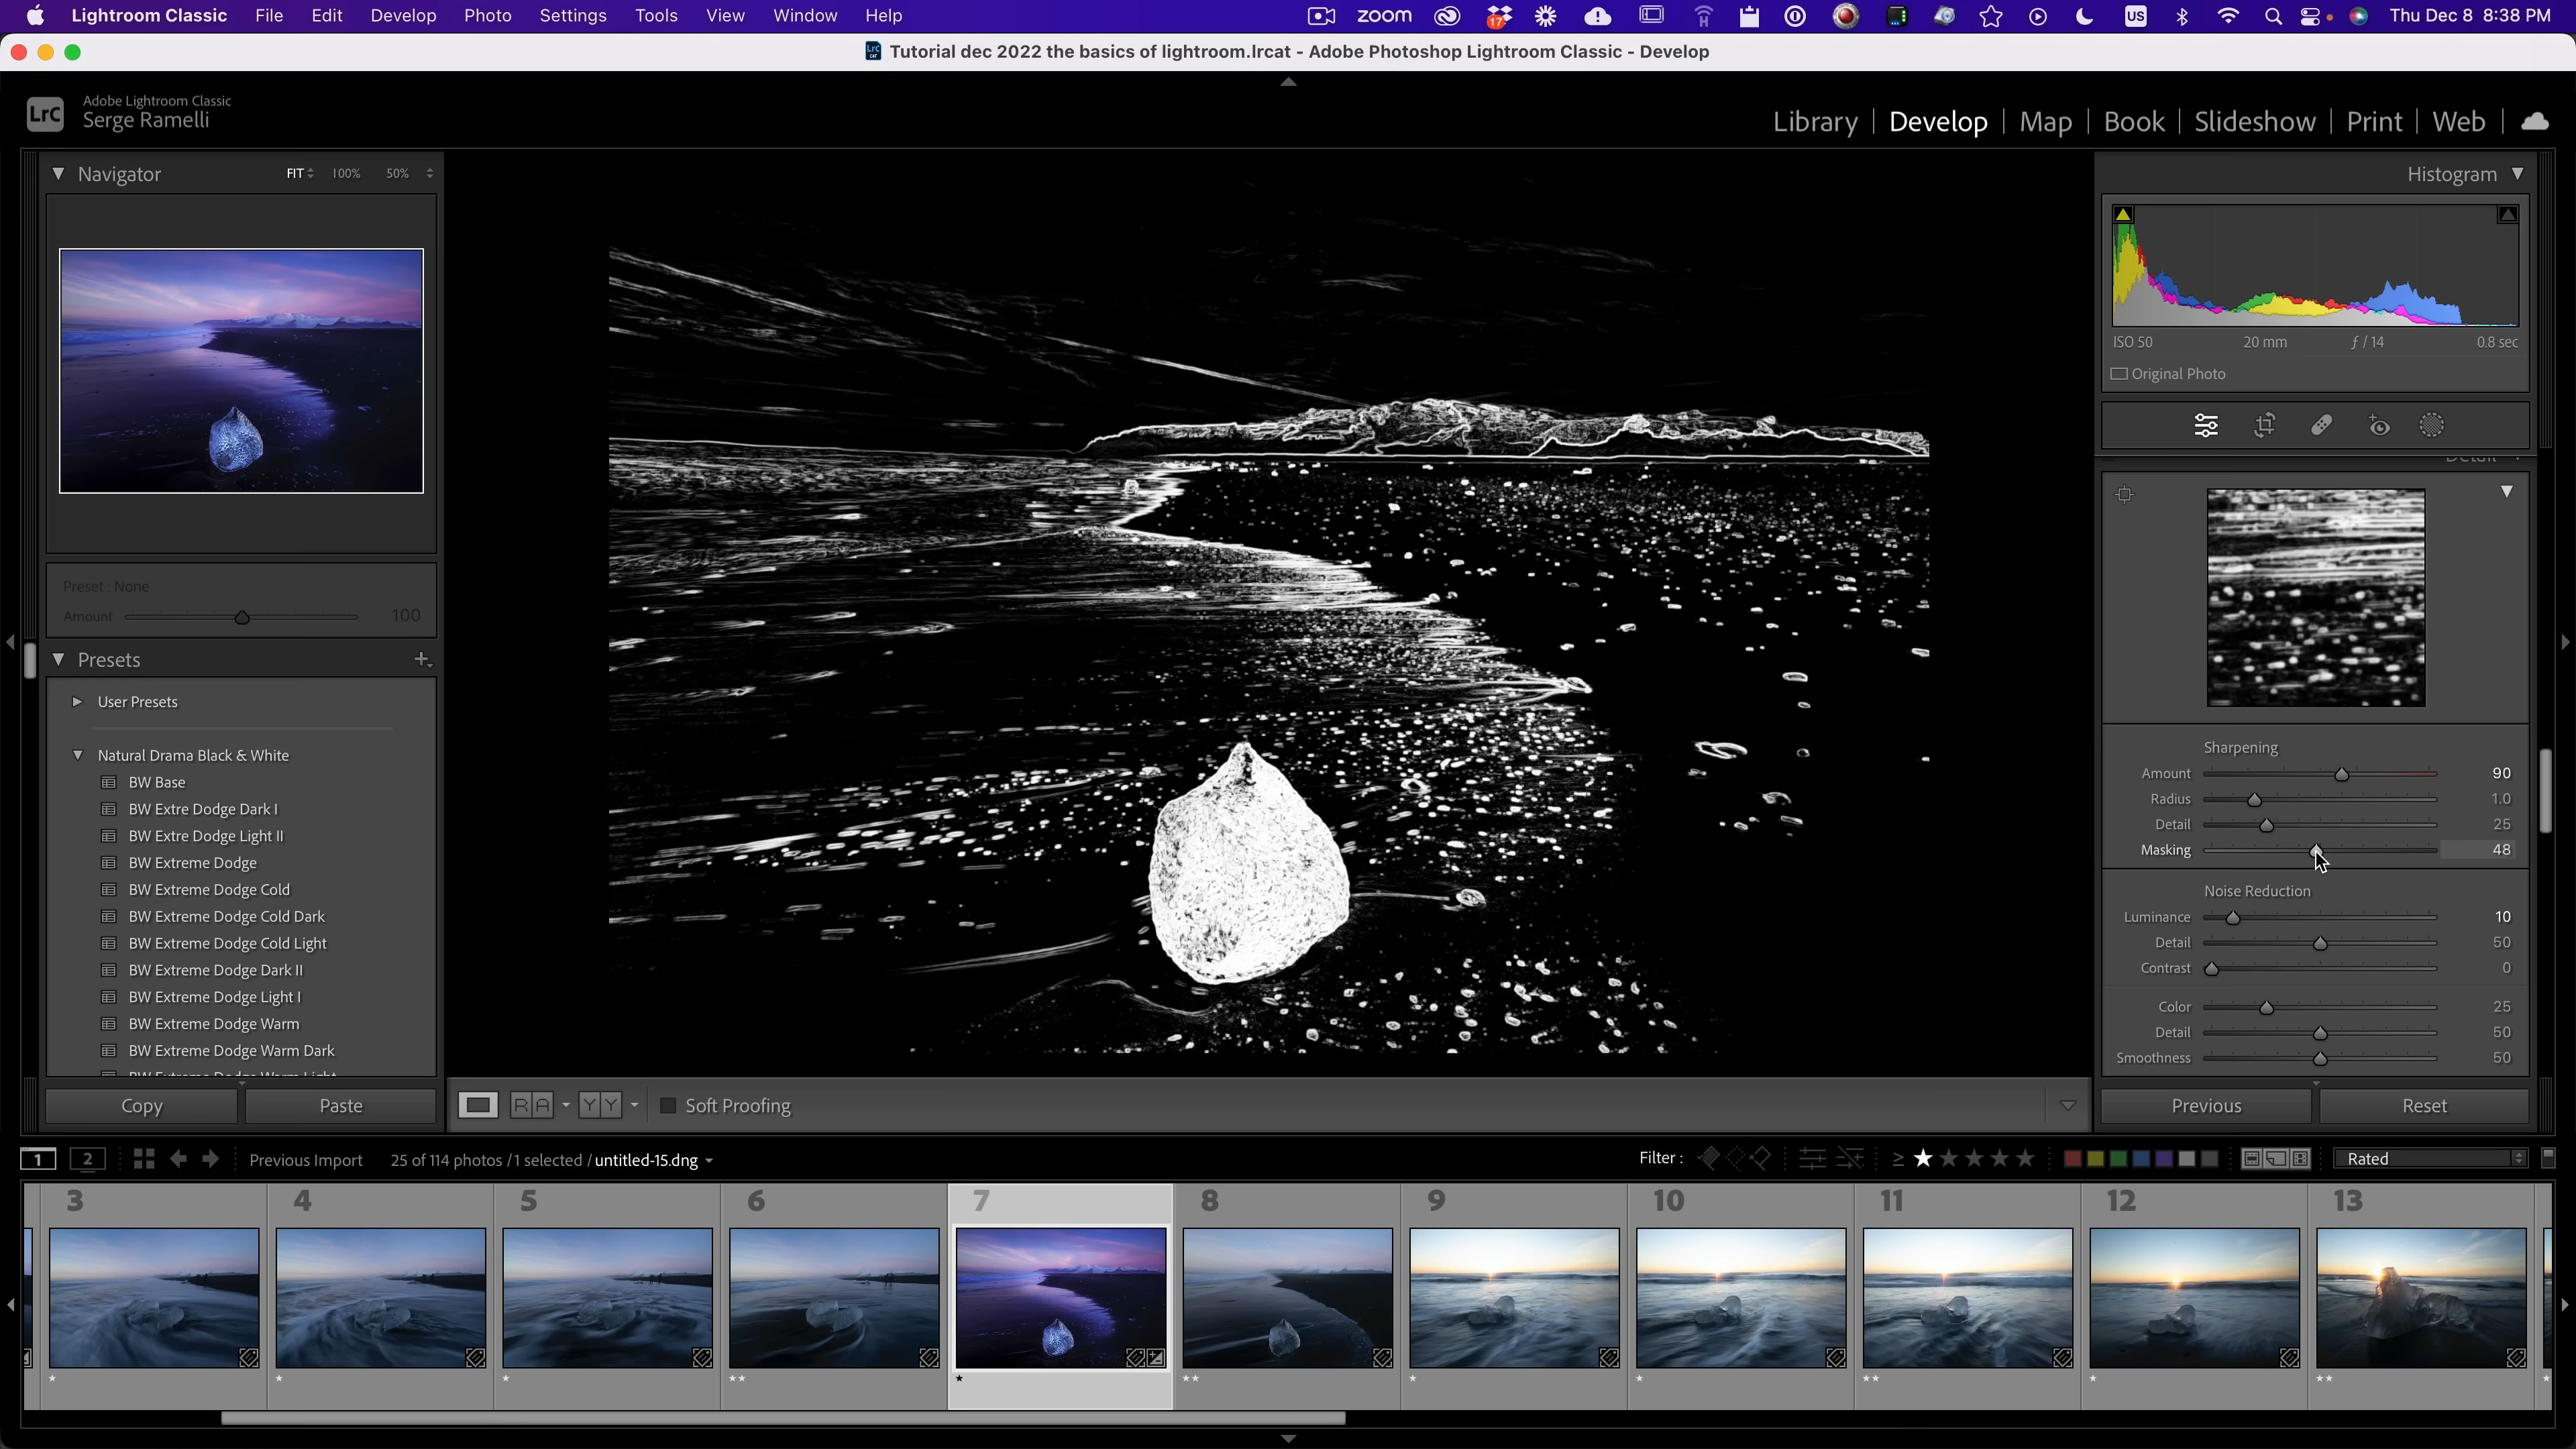 Lightroom Classic File Edit Develop Photo Settings Tools View Window Help zoom 17 US Thu Dec 8 8:38 PM
Tutorial dec 2022 the basics of lightroom.lrcat - Adobe Photoshop Lightroom Classic - Develop
LrC
Adobe Lightroom Classic
Serge Ramelli
Library | Develop | Map | Book | Slideshow | Print | Web |
Navigator FIT 100% 50%
Preset : None
Amount 100
Presets +
User Presets
Natural Drama Black & White
BW Base
BW Extre Dodge Dark I
BW Extre Dodge Light II
BW Extreme Dodge
BW Extreme Dodge Cold
BW Extreme Dodge Cold Dark
BW Extreme Dodge Cold Light
BW Extreme Dodge Dark II
BW Extreme Dodge Light I
BW Extreme Dodge Warm
BW Extreme Dodge Warm Dark
BW Extreme Dodge Warm Light
Copy Paste
R A Y Y Soft Proofing
Histogram
ISO 50 20 mm ƒ / 14 0.8 sec
Original Photo
Detail
Sharpening
Amount 90
Radius 1.0
Detail 25
Masking 48
Noise Reduction
Luminance 10
Detail 50
Contrast 0
Color 25
Detail 50
Smoothness 50
Previous Reset
1 2 Previous Import 25 of 114 photos / 1 selected / untitled-15.dng Filter : ≥ Rated
3 4 5 6 7 8 9 10 11 12 13